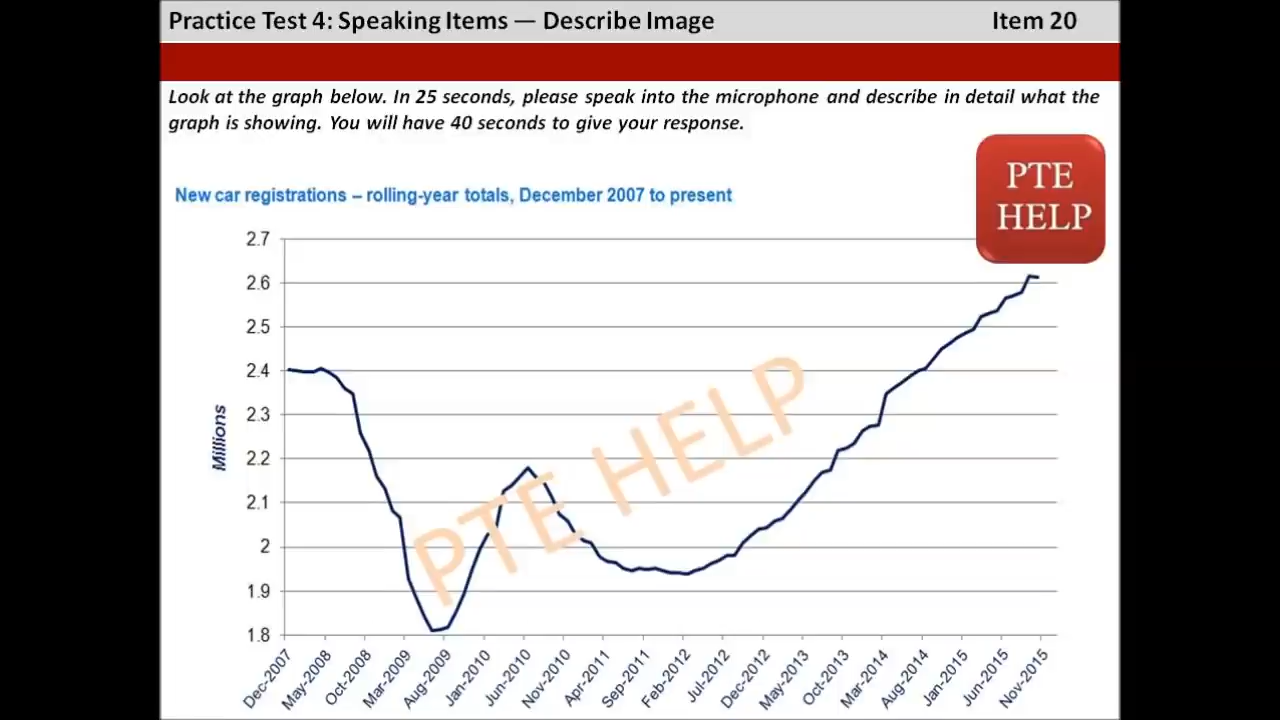 Practice Test 4: Speaking Items — Describe Image
Item 20
Look at the graph below. In 25 seconds, please speak into the microphone and describe in detail what the
graph is showing. You will have 40 seconds to give your response.
PTE
HELP
New car registrations – rolling-year totals, December 2007 to present
2.7
2.6
2.5
2.4
2.3
2.2
2.1
2
1.9
1.8
Millions
PTE HELP
Dec-2007
May-2008
Oct-2008
Mar-2009
Aug-2009
Jan-2010
Jun-2010
Nov-2010
Apr-2011
Sep-2011
Feb-2012
Jul-2012
Dec-2012
May-2013
Oct-2013
Mar-2014
Aug-2014
Jan-2015
Jun-2015
Nov-2015